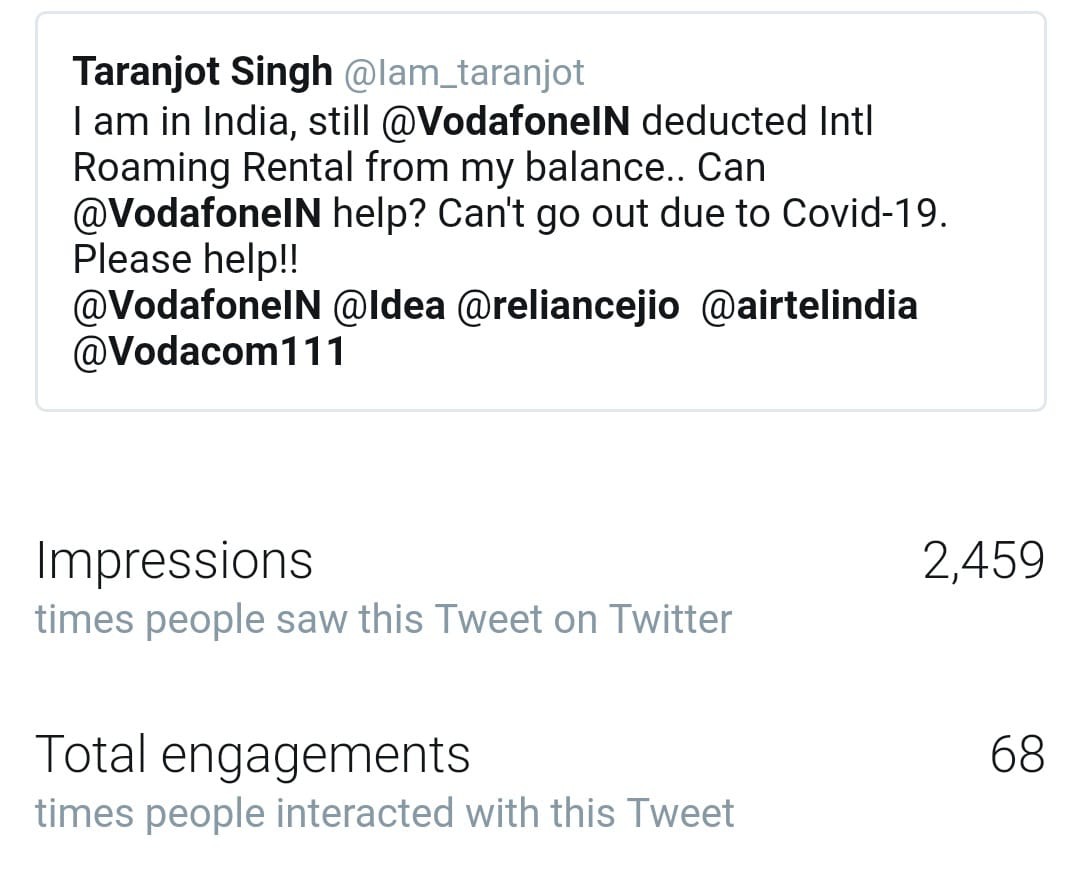 Taranjot Singh @Iam_taranjot
I am in India, still @VodafoneIN deducted Intl
Roaming Rental from my balance.. Can
@VodafoneIN help? Can't go out due to Covid-19.
Please help!!
@VodafoneIN @Idea @reliancejio @airtelindia
@Vodacom111
Impressions 2,459
times people saw this Tweet on Twitter
Total engagements 68
times people interacted with this Tweet